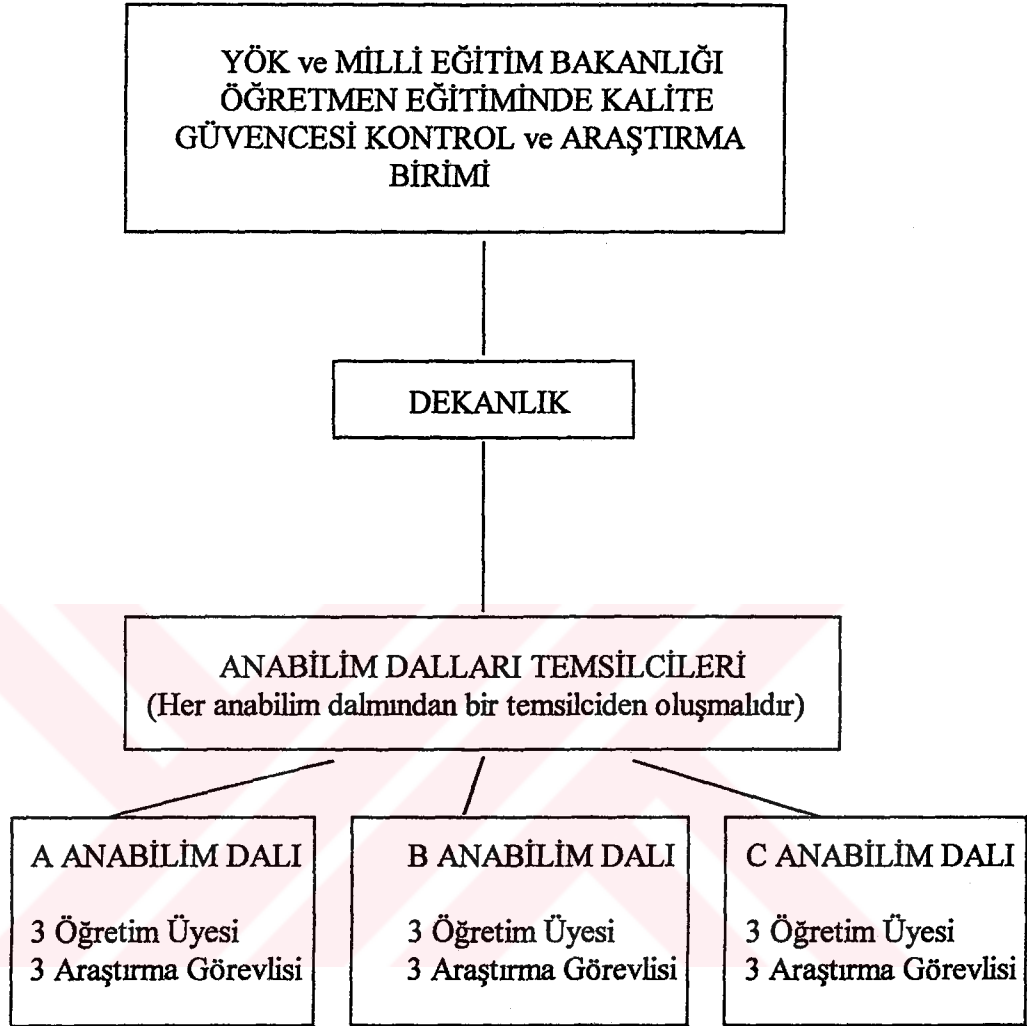 YÖK ve MİLLİ EĞİTİM BAKANLIĞI
ÖĞRETMEN EĞİTİMİNDE KALİTE
GÜVENCESİ KONTROL ve ARAŞTIRMA
BİRİMİ
DEKANLIK
ANABİLİM DALLARI TEMSİLCİLERİ
(Her anabilim dalmından bir temsilciden oluşmalıdır)
A ANABİLİM DALI
3 Öğretim Üyesi
3 Araştırma Görevlisi
B ANABİLİM DALI
3 Öğretim Üyesi
3 Araştırma Görevlisi
C ANABİLİM DALI
3 Öğretim Üyesi
3 Araştırma Görevlisi